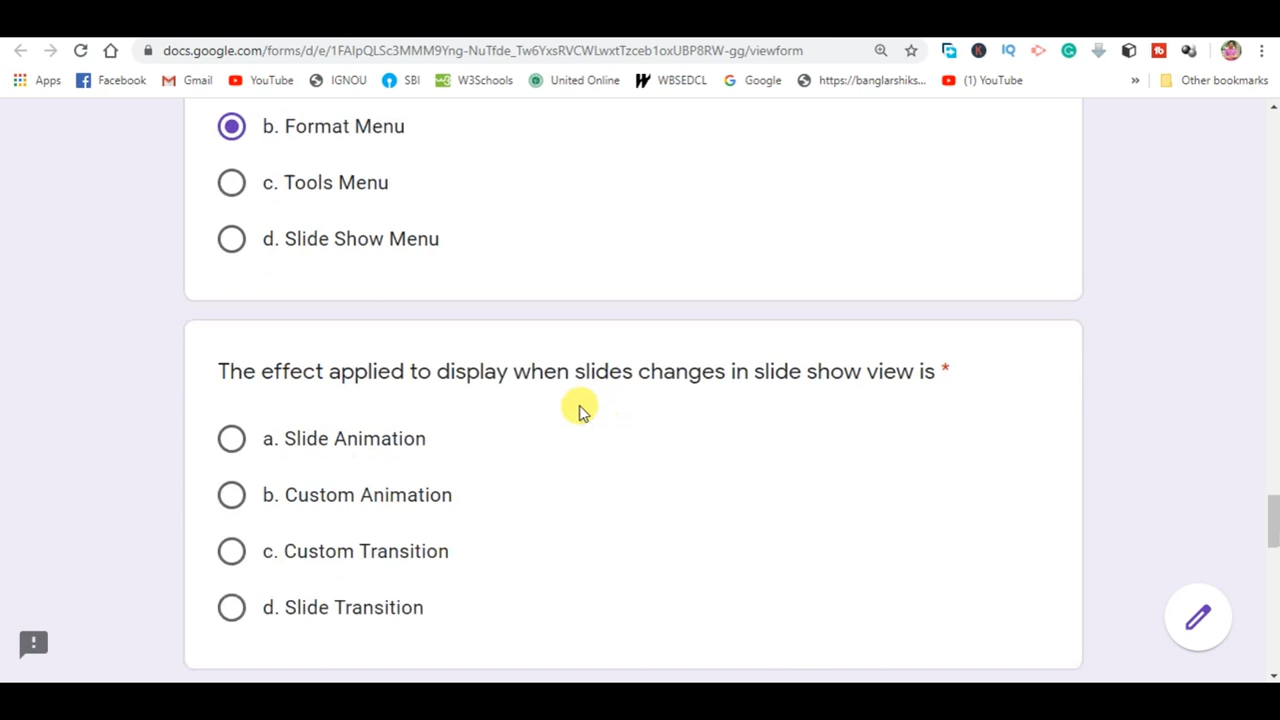 docs.google.com/forms/d/e/1FAIpQLSc3MMM9Yng-NuTfde_Tw6YxsRVCWLwxtTzceb1oxUBP8RW-gg/viewform
Apps Facebook Gmail YouTube IGNOU SBI W3Schools United Online WBSEDCL Google https://banglarshiks... (1) YouTube » Other bookmarks
b. Format Menu
c. Tools Menu
d. Slide Show Menu
The effect applied to display when slides changes in slide show view is *
a. Slide Animation
b. Custom Animation
c. Custom Transition
d. Slide Transition